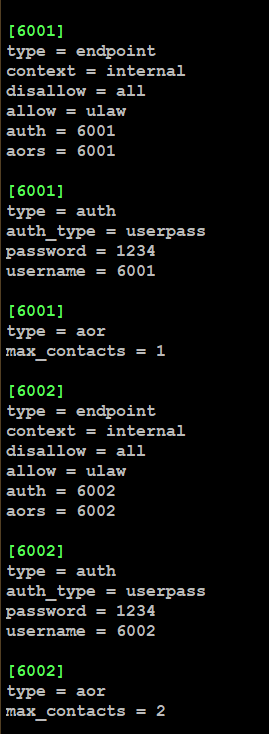 [6001]
type = endpoint
context = internal
disallow = all
allow = ulaw
auth = 6001
aors = 6001
[6001]
type = auth
auth_type = userpass
password = 1234
username = 6001
[6001]
type = aor
max_contacts = 1
[6002]
type = endpoint
context = internal
disallow = all
allow = ulaw
auth = 6002
aors = 6002
[6002]
type = auth
auth_type = userpass
password = 1234
username = 6002
[6002]
type = aor
max_contacts = 2